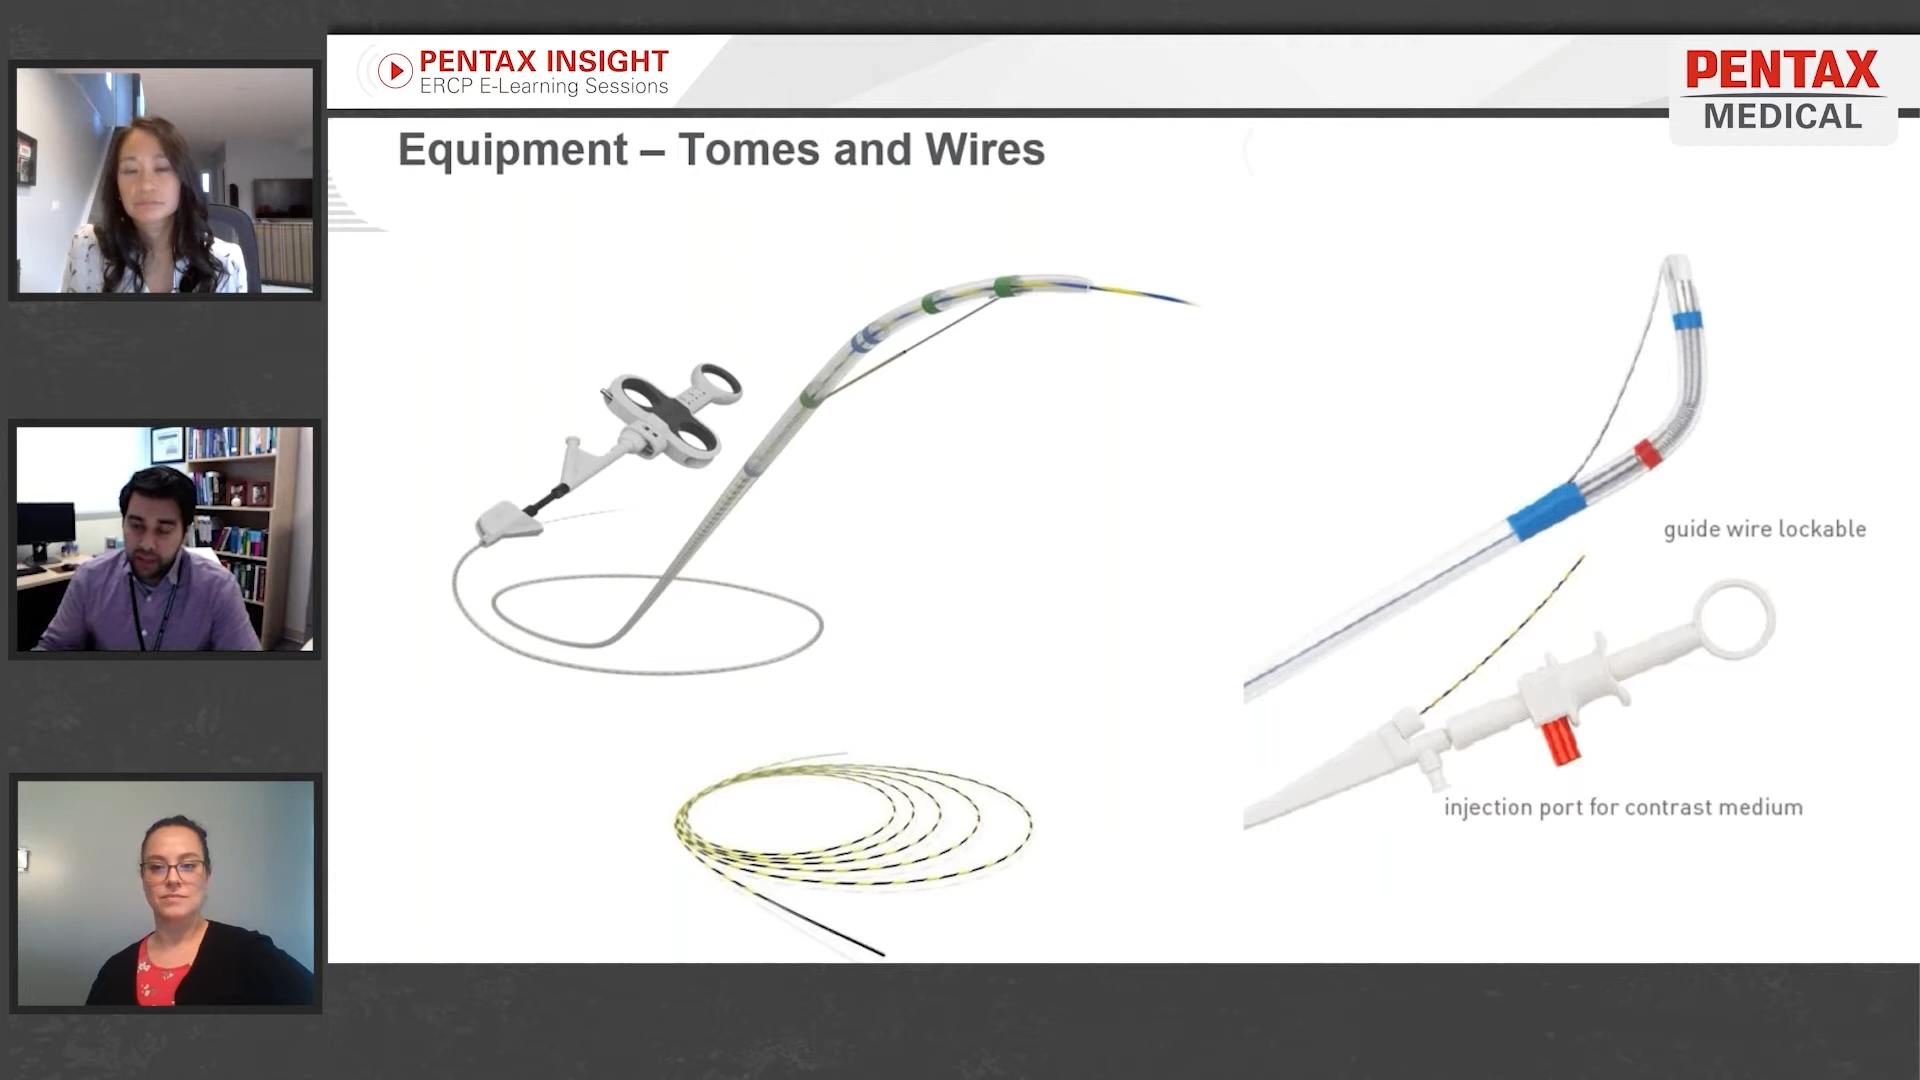 PENTAX INSIGHT
ERCP E-Learning Sessions
PENTAX
MEDICAL
Equipment – Tomes and Wires
guide wire lockable
injection port for contrast medium